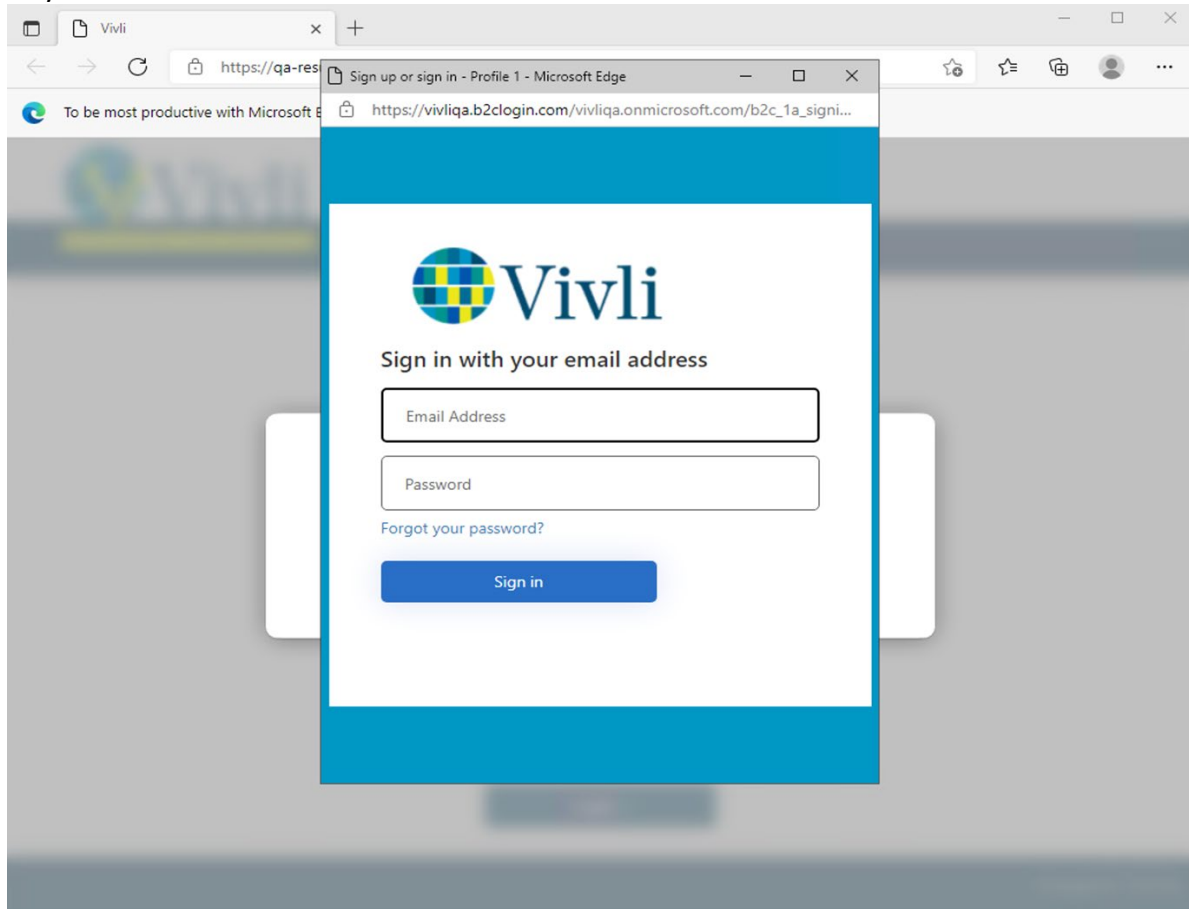 Vivli
https://qa-res
Sign up or sign in - Profile 1 - Microsoft Edge
To be most productive with Microsoft E
https://vivliqa.b2clogin.com/vivliqa.onmicrosoft.com/b2c_1a_signi...
Vivli
Sign in with your email address
Email Address
Password
Forgot your password?
Sign in